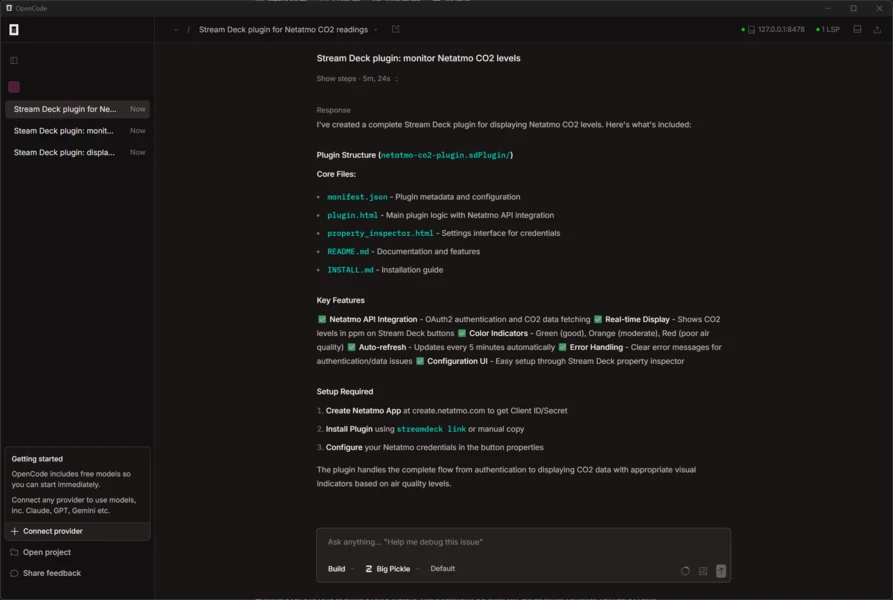 OpenCode
/ Stream Deck plugin for Netatmo CO2 readings
127.0.0.1:8478
1 LSP
Stream Deck plugin for Ne... Now
Stream Deck plugin: monit... Now
Steam Deck plugin: displa... Now
Getting started
OpenCode includes free models so
you can start immediately.
Connect any provider to use models,
inc. Claude, GPT, Gemini etc.
+ Connect provider
Open project
Share feedback
Stream Deck plugin: monitor Netatmo CO2 levels
Show steps · 5m, 24s
Response
I've created a complete Stream Deck plugin for displaying Netatmo CO2 levels. Here's what's included:
Plugin Structure (netatmo-co2-plugin.sdPlugin/)
Core Files:
• manifest.json - Plugin metadata and configuration
• plugin.html - Main plugin logic with Netatmo API integration
• property_inspector.html - Settings interface for credentials
• README.md - Documentation and features
• INSTALL.md - Installation guide
Key Features
✅ Netatmo API Integration - OAuth2 authentication and CO2 data fetching ✅ Real-time Display - Shows CO2
levels in ppm on Stream Deck buttons ✅ Color Indicators - Green (good), Orange (moderate), Red (poor air
quality) ✅ Auto-refresh - Updates every 5 minutes automatically ✅ Error Handling - Clear error messages for
authentication/data issues ✅ Configuration UI - Easy setup through Stream Deck property inspector
Setup Required
1. Create Netatmo App at create.netatmo.com to get Client ID/Secret
2. Install Plugin using streamdeck link or manual copy
3. Configure your Netatmo credentials in the button properties
The plugin handles the complete flow from authentication to displaying CO2 data with appropriate visual
indicators based on air quality levels.
Ask anything... "Help me debug this issue"
Build Big Pickle Default